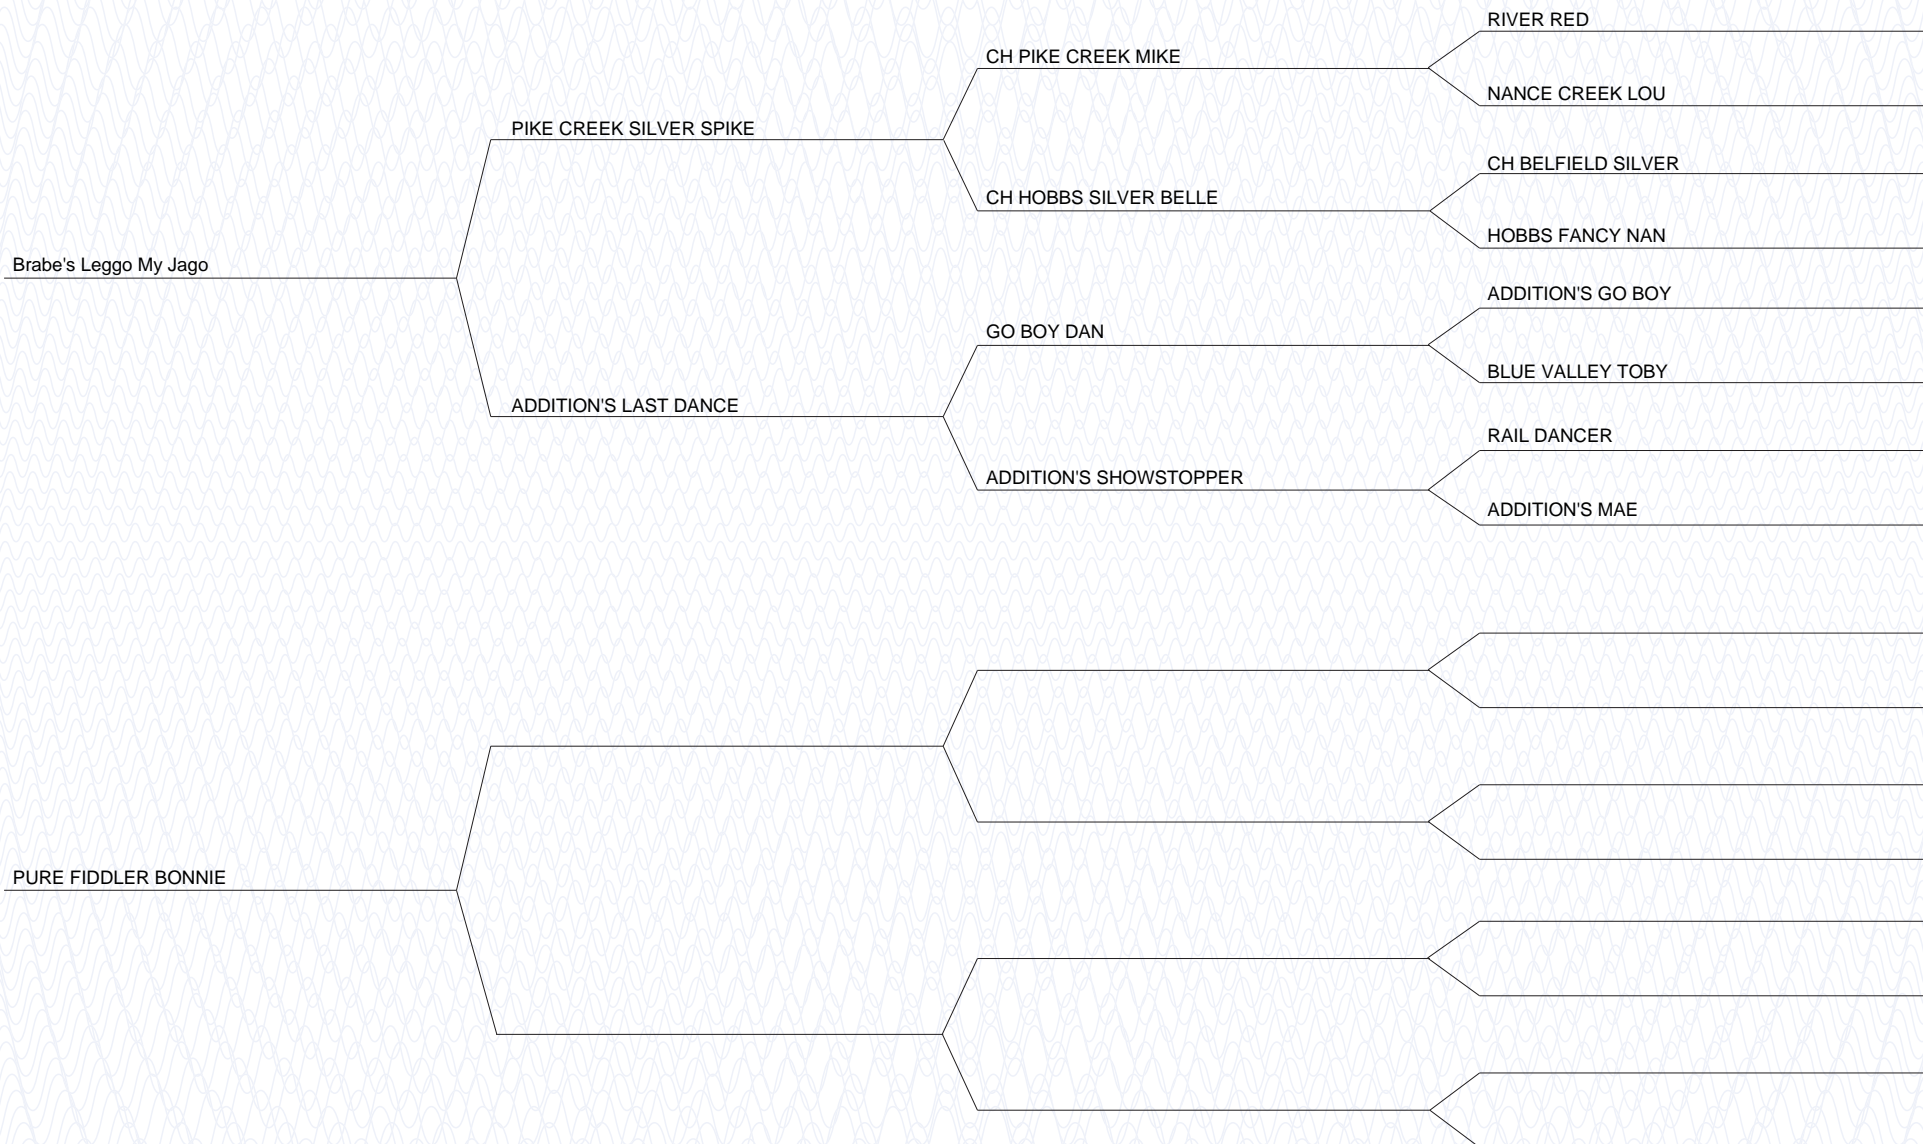 RIVER RED
CH PIKE CREEK MIKE
NANCE CREEK LOU
PIKE CREEK SILVER SPIKE
CH BELFIELD SILVER
CH HOBBS SILVER BELLE
HOBBS FANCY NAN
Brabe's Leggo My Jago
ADDITION'S GO BOY
GO BOY DAN
BLUE VALLEY TOBY
ADDITION'S LAST DANCE
RAIL DANCER
ADDITION'S SHOWSTOPPER
ADDITION'S MAE
PURE FIDDLER BONNIE